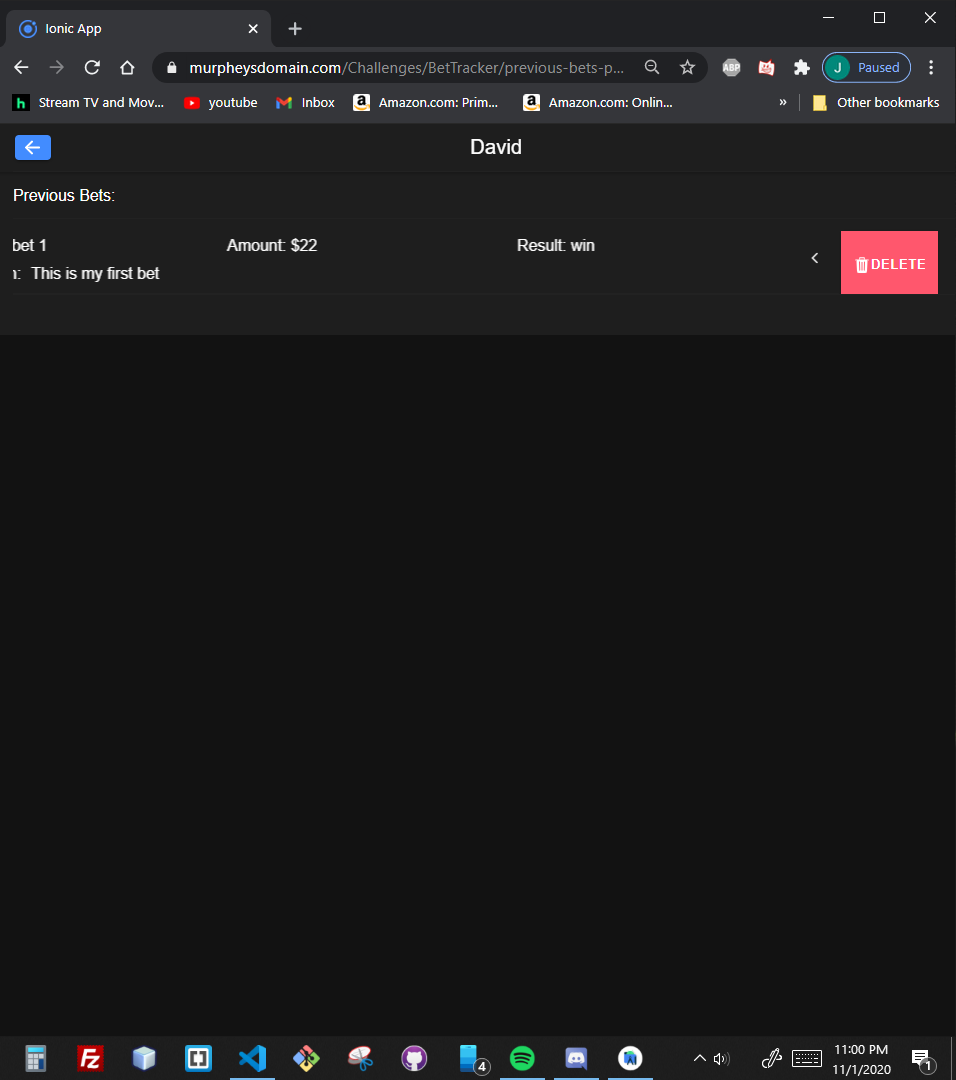 Ionic App
murpheysdomain.com/Challenges/BetTracker/previous-bets-p...
ABP
J Paused
h Stream TV and Mov... youtube Inbox a Amazon.com: Prim... a Amazon.com: Onlin... » Other bookmarks
David
Previous Bets:
bet 1 Amount: $22 Result: win
n: This is my first bet
DELETE
Fz
4
11:00 PM
11/1/2020
1